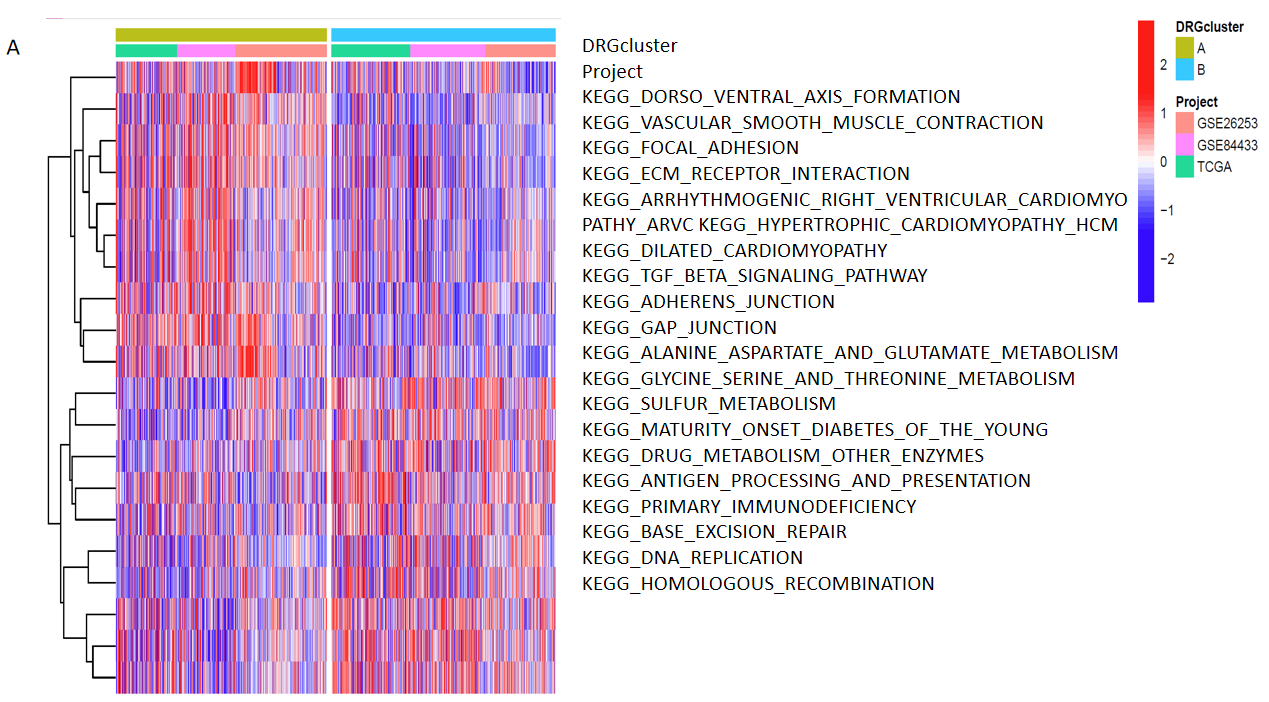 A
DRGcluster
Project
KEGG_DORSO_VENTRAL_AXIS_FORMATION
KEGG_VASCULAR_SMOOTH_MUSCLE_CONTRACTION
KEGG_FOCAL_ADHESION
KEGG_ECM_RECEPTOR_INTERACTION
KEGG_ARRHYTHMOGENIC_RIGHT_VENTRICULAR_CARDIOMYO
PATHY_ARVC KEGG_HYPERTROPHIC_CARDIOMYOPATHY_HCM
KEGG_DILATED_CARDIOMYOPATHY
KEGG_TGF_BETA_SIGNALING_PATHWAY
KEGG_ADHERENS_JUNCTION
KEGG_GAP_JUNCTION
KEGG_ALANINE_ASPARTATE_AND_GLUTAMATE_METABOLISM
KEGG_GLYCINE_SERINE_AND_THREONINE_METABOLISM
KEGG_SULFUR_METABOLISM
KEGG_MATURITY_ONSET_DIABETES_OF_THE_YOUNG
KEGG_DRUG_METABOLISM_OTHER_ENZYMES
KEGG_ANTIGEN_PROCESSING_AND_PRESENTATION
KEGG_PRIMARY_IMMUNODEFICIENCY
KEGG_BASE_EXCISION_REPAIR
KEGG_DNA_REPLICATION
KEGG_HOMOLOGOUS_RECOMBINATION
2
1
0
−1
−2
DRGcluster
A
B
Project
GSE26253
GSE84433
TCGA